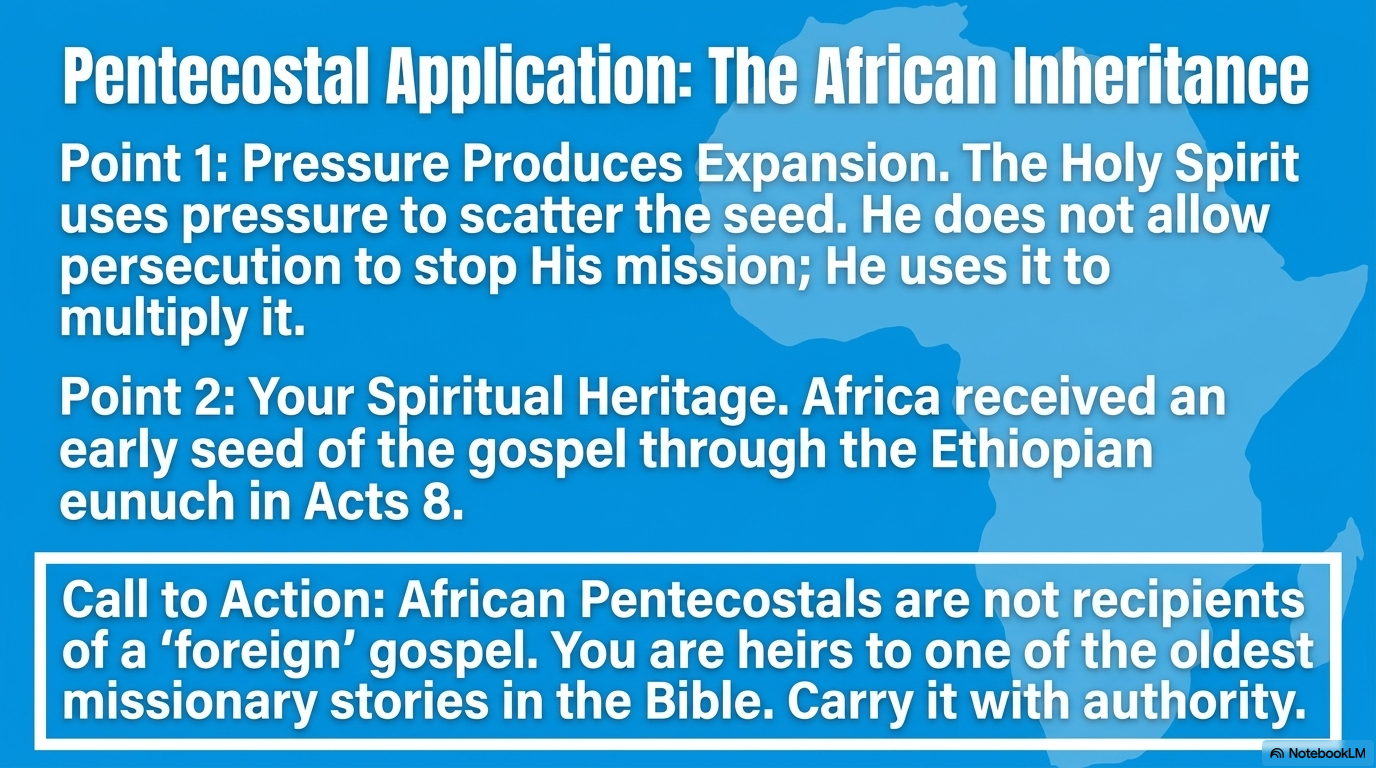 Pentecostal Application: The African Inheritance
Point 1: Pressure Produces Expansion. The Holy Spirit
uses pressure to scatter the seed. He does not allow
persecution to stop His mission; He uses it to
multiply it.
Point 2: Your Spiritual Heritage. Africa received an
early seed of the gospel through the Ethiopian
eunuch in Acts 8.
Call to Action: African Pentecostals are not recipients
of a ‘foreign’ gospel. You are heirs to one of the oldest
missionary stories in the Bible. Carry it with authority.
NotebookLM